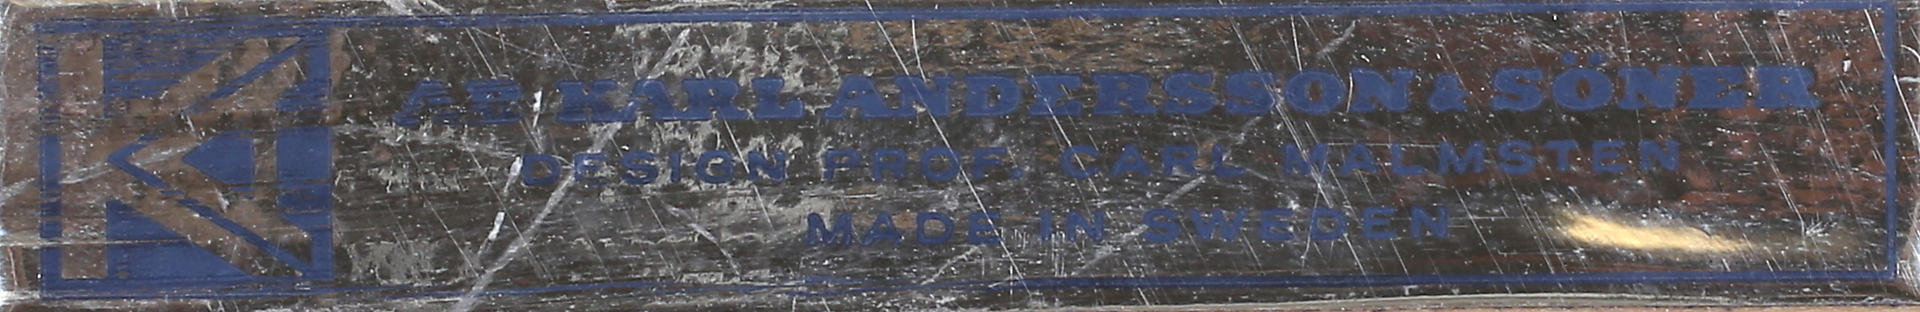 AB KARL ANDERSSON & SÖNER
DESIGN PROF. CARL MALMSTEN
MADE IN SWEDEN